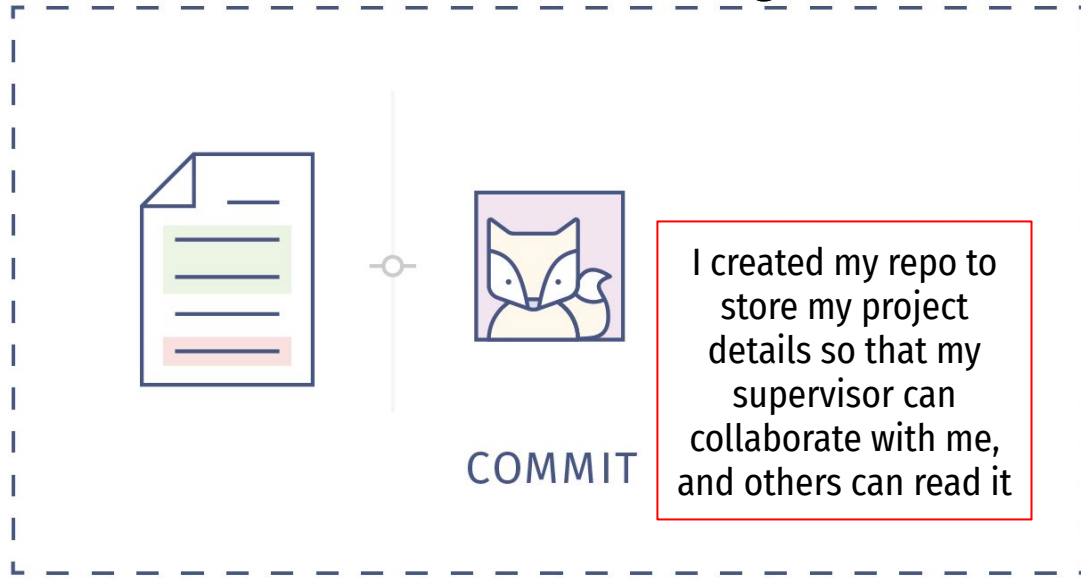 I created my repo to
store my project
details so that my
supervisor can
collaborate with me,
and others can read it
COMMIT